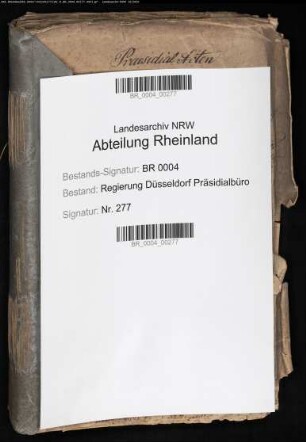 Praesidial Acten
BR_0004_00277
Landesarchiv NRW
Abteilung Rheinland
Bestands-Signatur: BR 0004
Bestand: Regierung Düsseldorf Präsidialbüro
Signatur: Nr. 277
BR_0004_00277